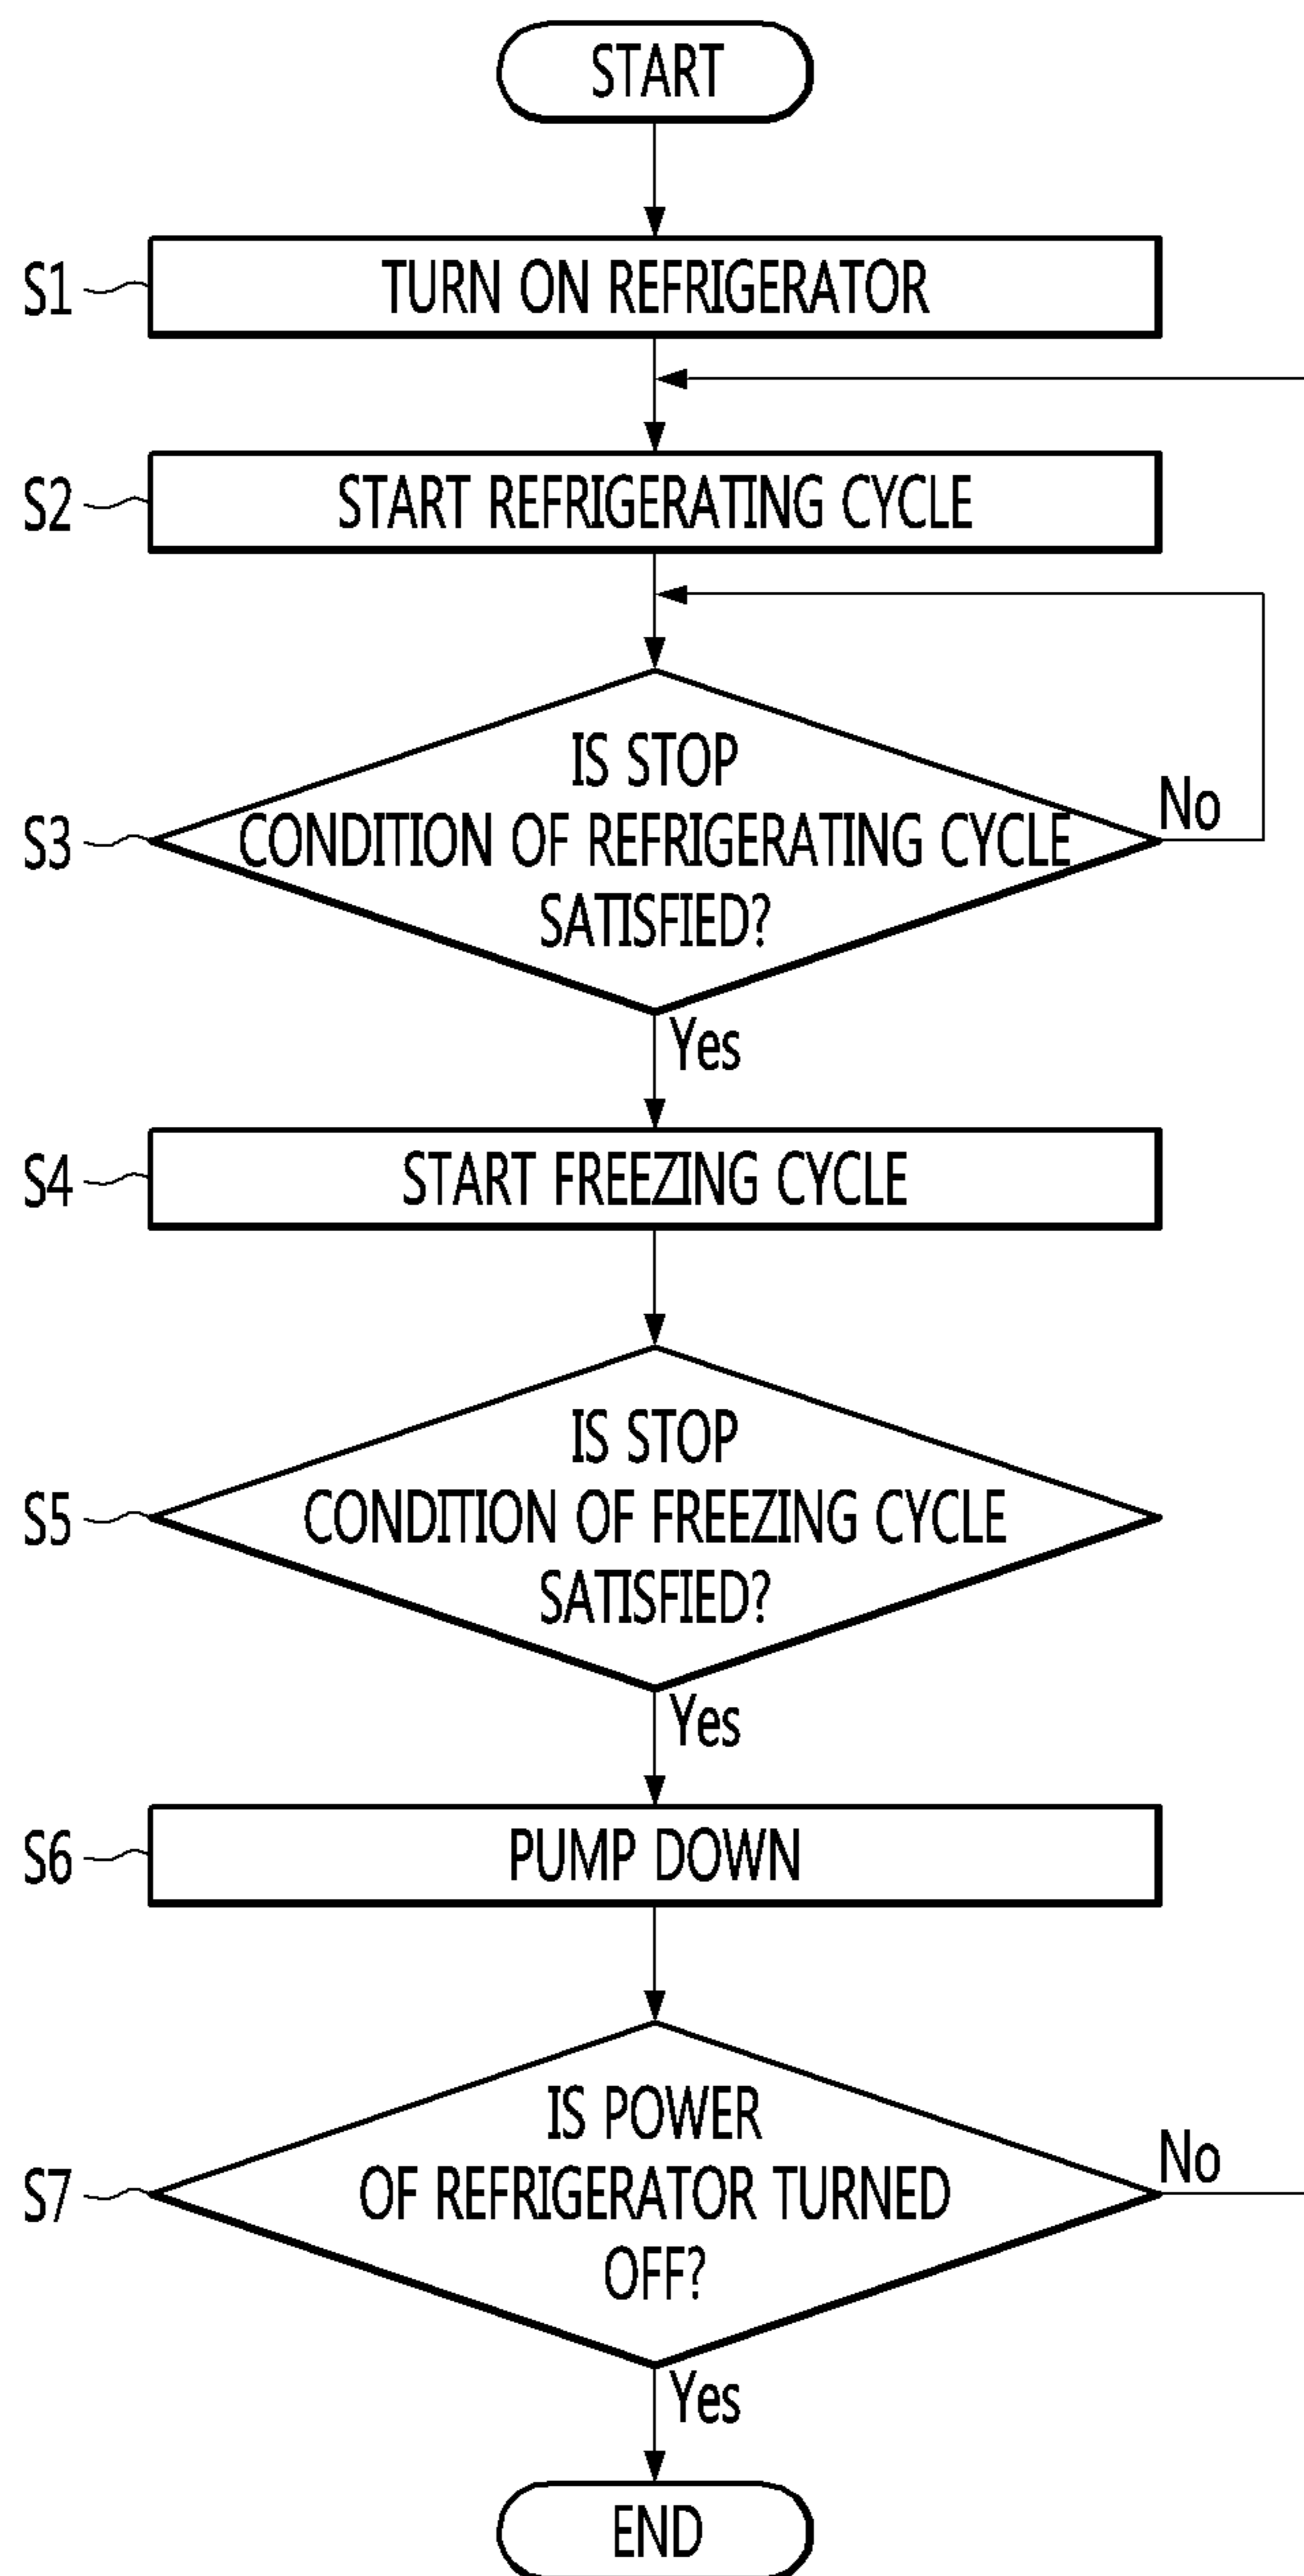 START
S1
TURN ON REFRIGERATOR
S2
START REFRIGERATING CYCLE
S3
IS STOP
CONDITION OF REFRIGERATING CYCLE
SATISFIED?
No
Yes
S4
START FREEZING CYCLE
S5
IS STOP
CONDITION OF FREEZING CYCLE
SATISFIED?
Yes
S6
PUMP DOWN
S7
IS POWER
OF REFRIGERATOR TURNED
OFF?
No
Yes
END